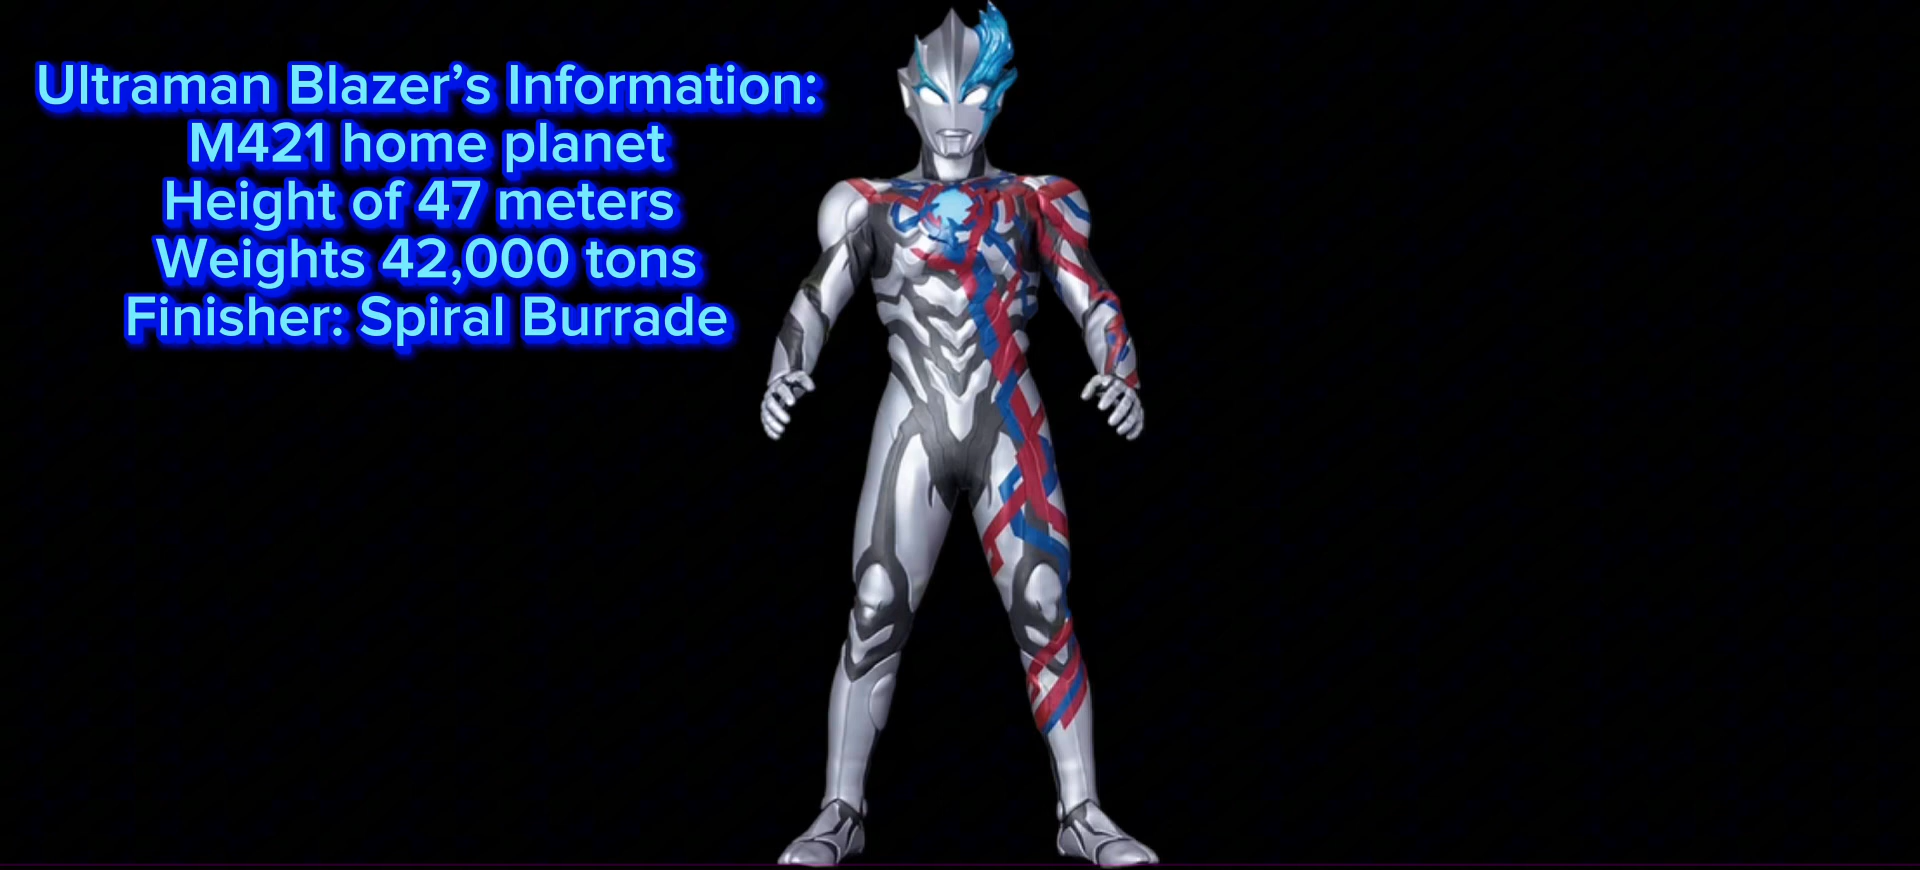 Ultraman Blazer’s Information:
M421 home planet
Height of 47 meters
Weights 42,000 tons
Finisher: Spiral Burrade